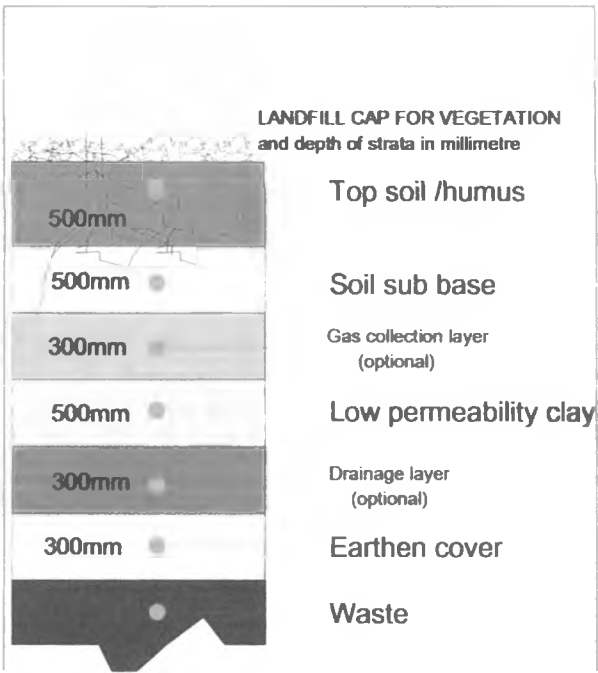 LANDFILL CAP FOR VEGETATION
and depth of strata in millimetre
Top soil /humus
500mm
500mm
Soil sub base
300mm
Gas collection layer
(optional)
500mm
Low permeability clay
300mm
Drainage layer
(optional)
300mm
Earthen cover
Waste